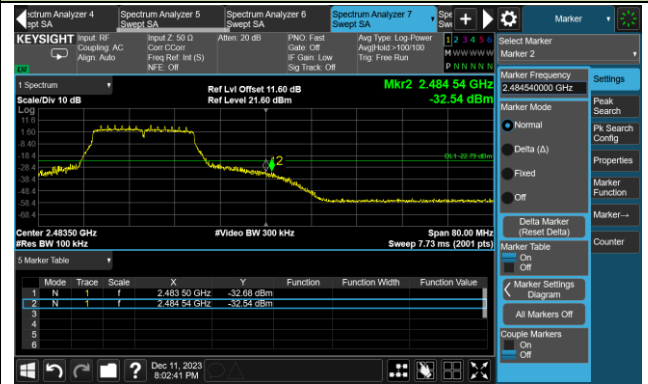 ectrum Analyzer 4
Swept SA
Spectrum Analyzer 5
Swept SA
Spectrum Analyzer 6
Swept SA
Spectrum Analyzer 7
Swept SA
Spe
Swe
Marker
KEYSIGHT
Input: RF
Coupling: AC
Align: Auto
Input Z: 50 Ω
Corr CCorr
Freq Ref: Int (S)
NFE: Off
Atten: 20 dB
PNO: Fast
Gate: Off
IF Gain: Low
Sig Track: Off
Avg Type: Log-Power
Avg|Hold:>100/100
Trig: Free Run
1 2 3 4 5 6
M W W W W W
P N N N N N
Select Marker
Marker 2
1 Spectrum
Scale/Div 10 dB
Ref Lvl Offset 11.60 dB
Ref Level 21.60 dBm
Mkr2 2.484 54 GHz
-32.54 dBm
Log
11.6
1.60
-8.40
-18.4
-28.4
-38.4
-48.4
-58.4
-68.4
2
DL1 -22.79 dBm
Center 2.48350 GHz
#Res BW 100 kHz
#Video BW 300 kHz
Span 80.00 MHz
Sweep 7.73 ms (2001 pts)
5 Marker Table
Mode Trace Scale X Y Function Function Width Function Value
1 N 1 f 2.483 50 GHz -32.68 dBm
2 N 1 f 2.484 54 GHz -32.54 dBm
3
4
5
6
Marker Frequency
2.484540000 GHz
Marker Mode
Normal
Delta (Δ)
Fixed
Off
Delta Marker
(Reset Delta)
Marker Table
On
Off
Marker Settings
Diagram
All Markers Off
Couple Markers
On
Off
Settings
Peak
Search
Pk Search
Config
Properties
Marker
Function
Marker→
Counter
?
Dec 11, 2023
8:02:41 PM